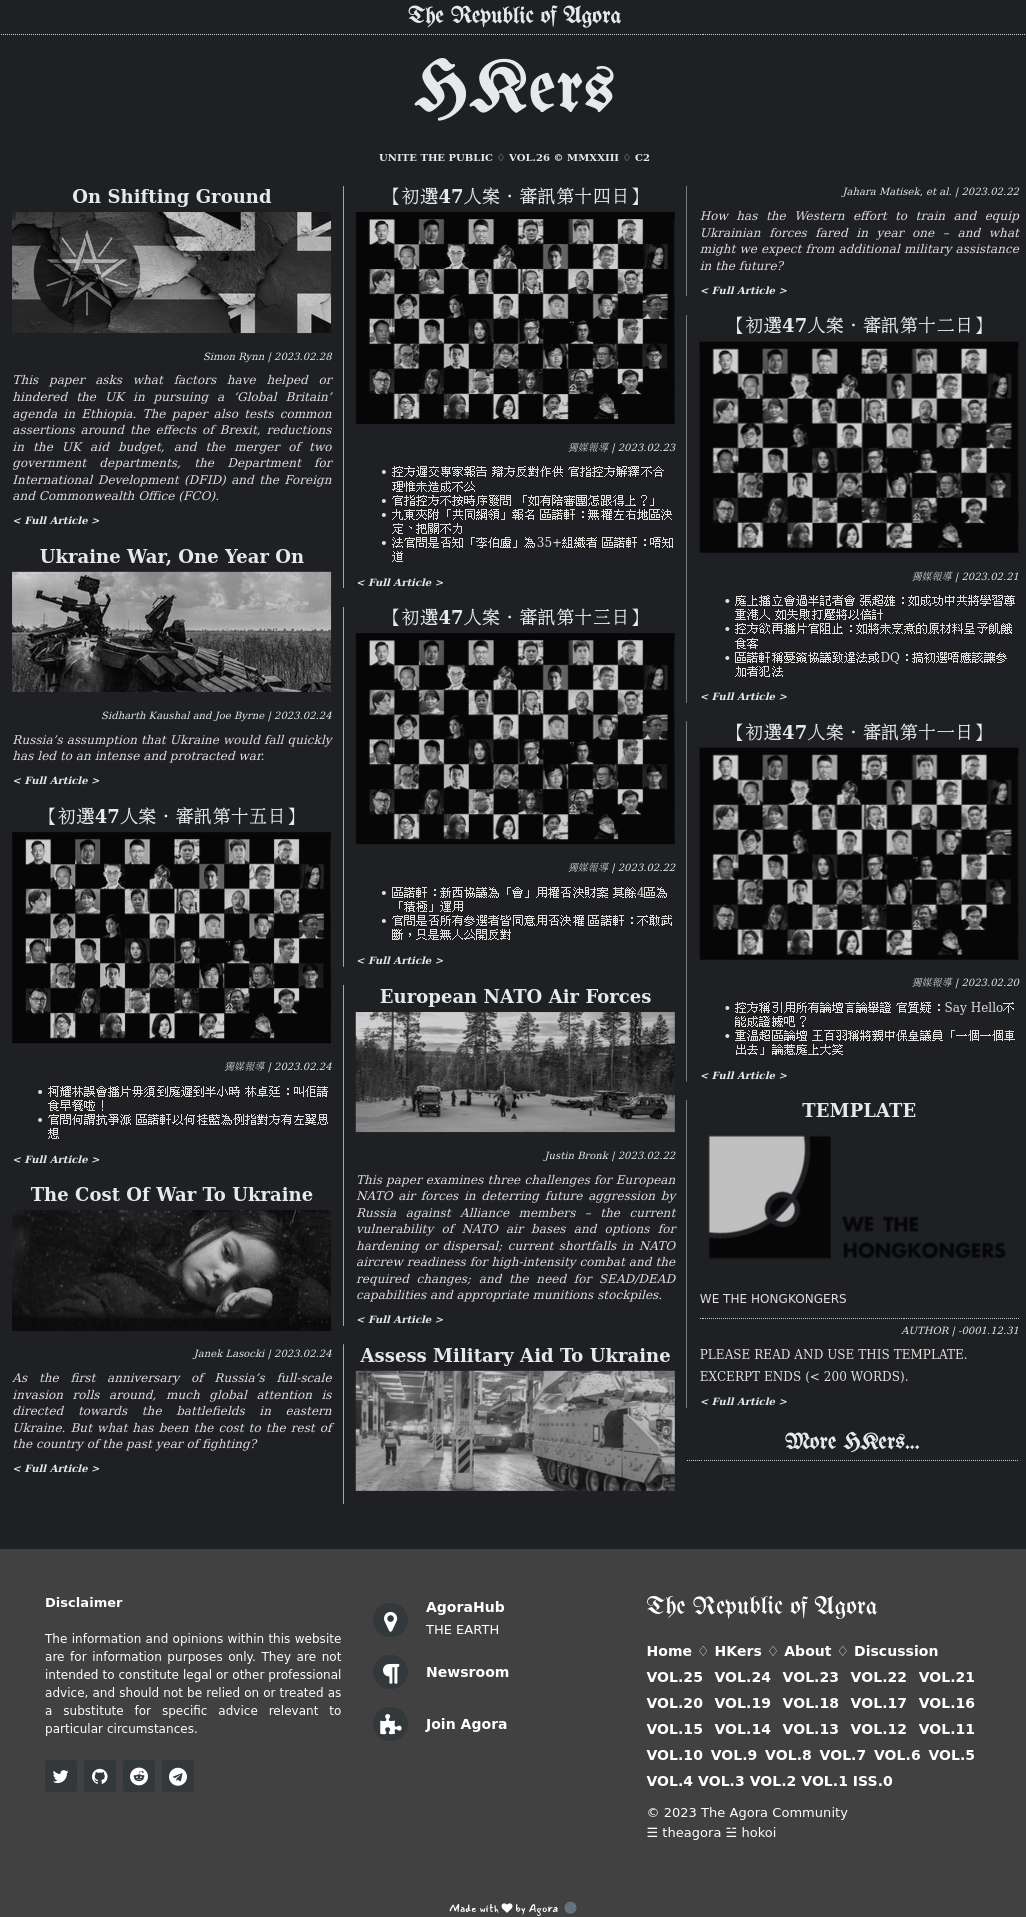 The Republic of Agora
HKers
UNITE THE PUBLIC ♢ VOL.26 © MMXXIII ♢ C2
On Shifting Ground
Simon Rynn | 2023.02.28
This paper asks what factors have helped or
hindered the UK in pursuing a ‘Global Britain’
agenda in Ethiopia. The paper also tests common
assertions around the effects of Brexit, reductions
in the UK aid budget, and the merger of two
government departments, the Department for
International Development (DFID) and the Foreign
and Commonwealth Office (FCO).
< Full Article >
Ukraine War, One Year On
Sidharth Kaushal and Joe Byrne | 2023.02.24
Russia’s assumption that Ukraine would fall quickly
has led to an intense and protracted war.
< Full Article >
【初選47人案・審訊第十五日】
獨媒報導 | 2023.02.24
• 柯耀林誤會播片毋須到庭遲到半小時 林卓廷：叫佢請
食早餐啦！
• 官問何謂抗爭派 區諾軒以何桂藍為例指對方有左翼思
想
< Full Article >
The Cost Of War To Ukraine
Janek Lasocki | 2023.02.24
As the first anniversary of Russia’s full-scale
invasion rolls around, much global attention is
directed towards the battlefields in eastern
Ukraine. But what has been the cost to the rest of
the country of the past year of fighting?
< Full Article >
【初選47人案・審訊第十四日】
獨媒報導 | 2023.02.23
• 控方遲交專家報告 辯方反對作供 官指控方解釋不合
理惟未造成不公
• 官指控方不按時序發問 「如有陪審團怎跟得上？」
• 九東夾附「共同綱領」報名 區諾軒：無權左右地區決
定、把關不力
• 法官問是否知「李伯盧」為35+組織者 區諾軒：唔知
道
< Full Article >
【初選47人案・審訊第十三日】
獨媒報導 | 2023.02.22
• 區諾軒：新西協議為「會」用權否決財案 其餘4區為
「積極」運用
• 官問是否所有參選者皆同意用否決權 區諾軒：不敢武
斷，只是無人公開反對
< Full Article >
European NATO Air Forces
Justin Bronk | 2023.02.22
This paper examines three challenges for European
NATO air forces in deterring future aggression by
Russia against Alliance members – the current
vulnerability of NATO air bases and options for
hardening or dispersal; current shortfalls in NATO
aircrew readiness for high-intensity combat and the
required changes; and the need for SEAD/DEAD
capabilities and appropriate munitions stockpiles.
< Full Article >
Assess Military Aid To Ukraine
Jahara Matisek, et al. | 2023.02.22
How has the Western effort to train and equip
Ukrainian forces fared in year one – and what
might we expect from additional military assistance
in the future?
< Full Article >
【初選47人案・審訊第十二日】
獨媒報導 | 2023.02.21
• 庭上播立會過半記者會 張超雄：如成功中共將學習尊
重港人 如失敗打壓將以倍計
• 控方欲再播片官阻止：如將未烹煮的原材料呈予飢餓
食客
• 區諾軒稱憂簽協議致違法或DQ：搞初選唔應該讓參
加者犯法
< Full Article >
【初選47人案・審訊第十一日】
獨媒報導 | 2023.02.20
• 控方稱引用所有論壇言論舉證 官質疑：Say Hello不
能成證據吧？
• 重溫超區論壇 王百羽稱將親中保皇議員「一個一個車
出去」論惹庭上大笑
< Full Article >
TEMPLATE
WE THE
HONGKONGERS
WE THE HONGKONGERS
AUTHOR | -0001.12.31
PLEASE READ AND USE THIS TEMPLATE.
EXCERPT ENDS (< 200 WORDS).
< Full Article >
More HKers...
Disclaimer
The information and opinions within this website
are for information purposes only. They are not
intended to constitute legal or other professional
advice, and should not be relied on or treated as
a substitute for specific advice relevant to
particular circumstances.
AgoraHub
THE EARTH
Newsroom
Join Agora
The Republic of Agora
Home ♢ HKers ♢ About ♢ Discussion
VOL.25 VOL.24 VOL.23 VOL.22 VOL.21
VOL.20 VOL.19 VOL.18 VOL.17 VOL.16
VOL.15 VOL.14 VOL.13 VOL.12 VOL.11
VOL.10 VOL.9 VOL.8 VOL.7 VOL.6 VOL.5
VOL.4 VOL.3 VOL.2 VOL.1 ISS.0
© 2023 The Agora Community
☰ theagora ☱ hokoi
Made with ♥ by Agora